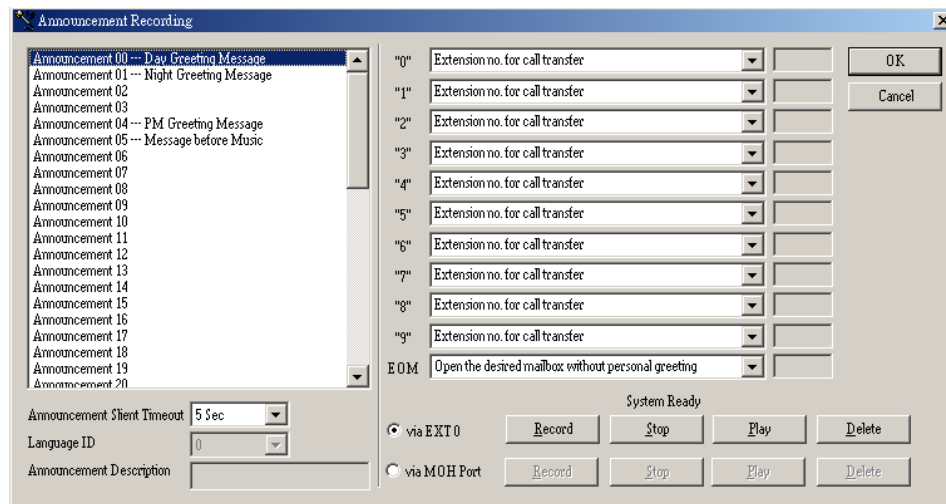 Announcement Recording
Announcement 00 --- Day Greeting Message
Announcement 01 --- Night Greeting Message
Announcement 02
Announcement 03
Announcement 04 --- PM Greeting Message
Announcement 05 --- Message before Music
Announcement 06
Announcement 07
Announcement 08
Announcement 09
Announcement 10
Announcement 11
Announcement 12
Announcement 13
Announcement 14
Announcement 15
Announcement 16
Announcement 17
Announcement 18
Announcement 19
Announcement 20
Announcement Slient Timeout 5 Sec
Language ID 0
Announcement Description
"0" Extension no. for call transfer
"1" Extension no. for call transfer
"2" Extension no. for call transfer
"3" Extension no. for call transfer
"4" Extension no. for call transfer
"5" Extension no. for call transfer
"6" Extension no. for call transfer
"7" Extension no. for call transfer
"8" Extension no. for call transfer
"9" Extension no. for call transfer
EOM Open the desired mailbox without personal greeting
System Ready
via EXT 0 Record Stop Play Delete
via MOH Port Record Stop Play Delete
OK
Cancel